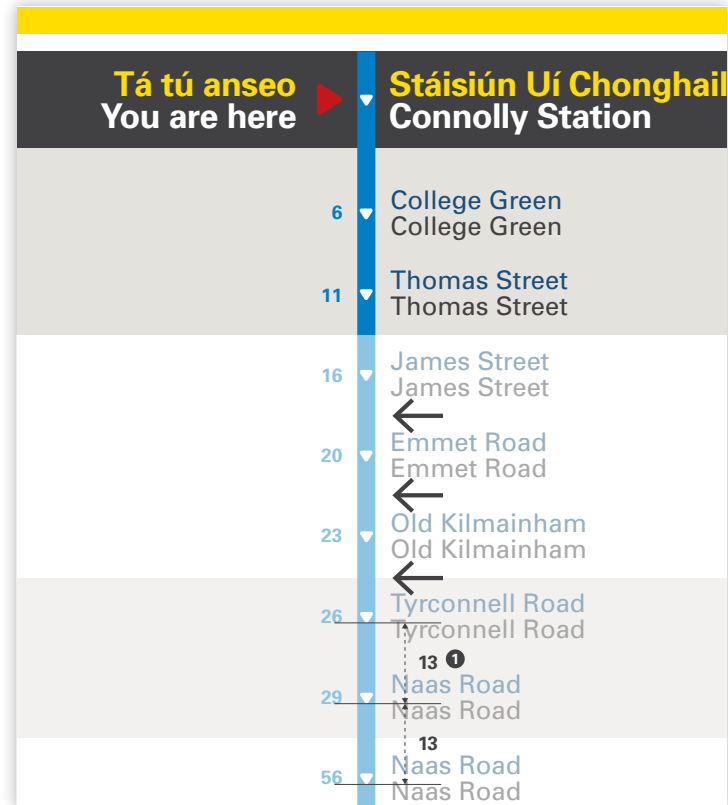 Tá tú anseo
You are here
Stáisiún Uí Chonghail
Connolly Station
6
College Green
College Green
11
Thomas Street
Thomas Street
16
James Street
James Street
20
Emmet Road
Emmet Road
23
Old Kilmainham
Old Kilmainham
26
Tyrconnell Road
Tyrconnell Road
13 1
29
Naas Road
Naas Road
13
56
Naas Road
Naas Road